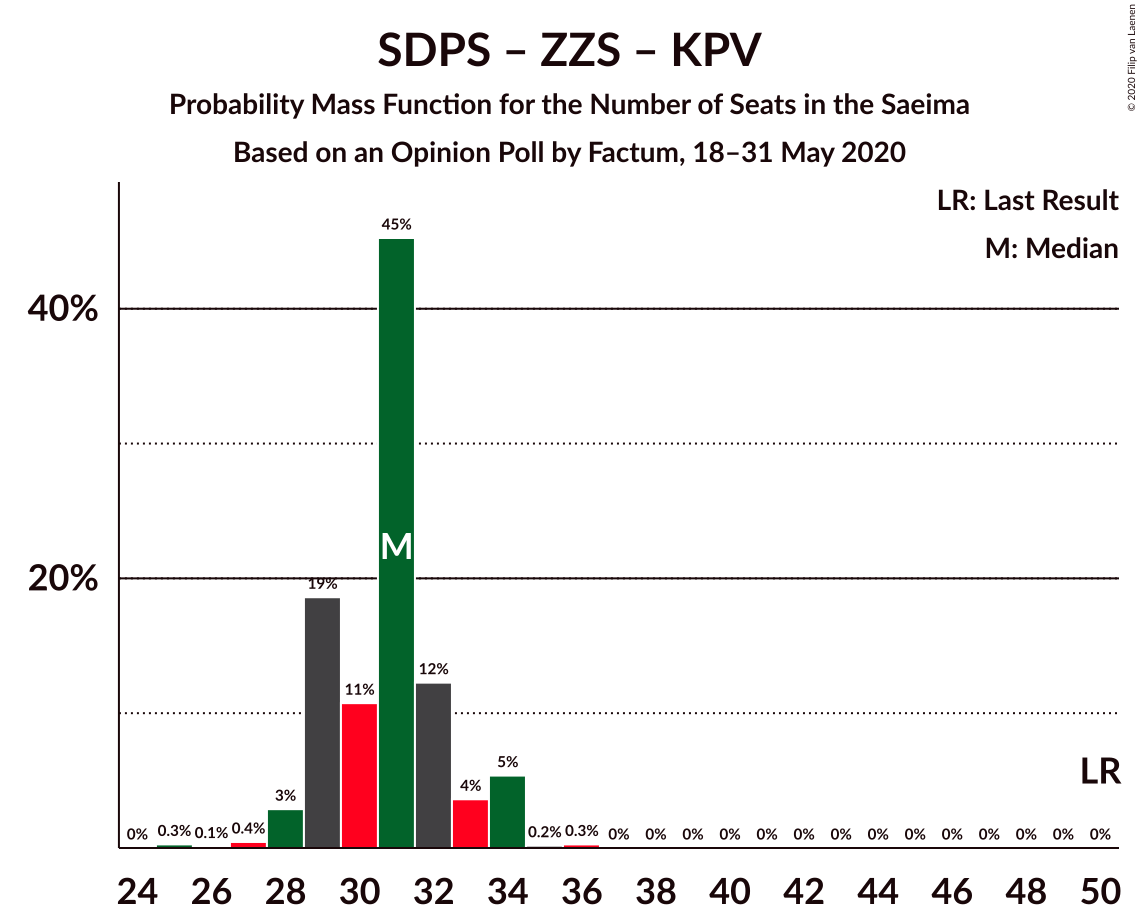 SDPS – ZZS – KPV
Probability Mass Function for the Number of Seats in the Saeima
Based on an Opinion Poll by Factum, 18–31 May 2020
© 2020 Filip van Laenen
LR: Last Result
M: Median
40%
20%
0% 0.3% 0.1% 0.4% 3% 19% 11% 45% 12% 4% 5% 0.2% 0.3% 0% 0% 0% 0% 0% 0% 0% 0% 0% 0% 0% 0% 0% 0%
M
LR
24 26 28 30 32 34 36 38 40 42 44 46 48 50